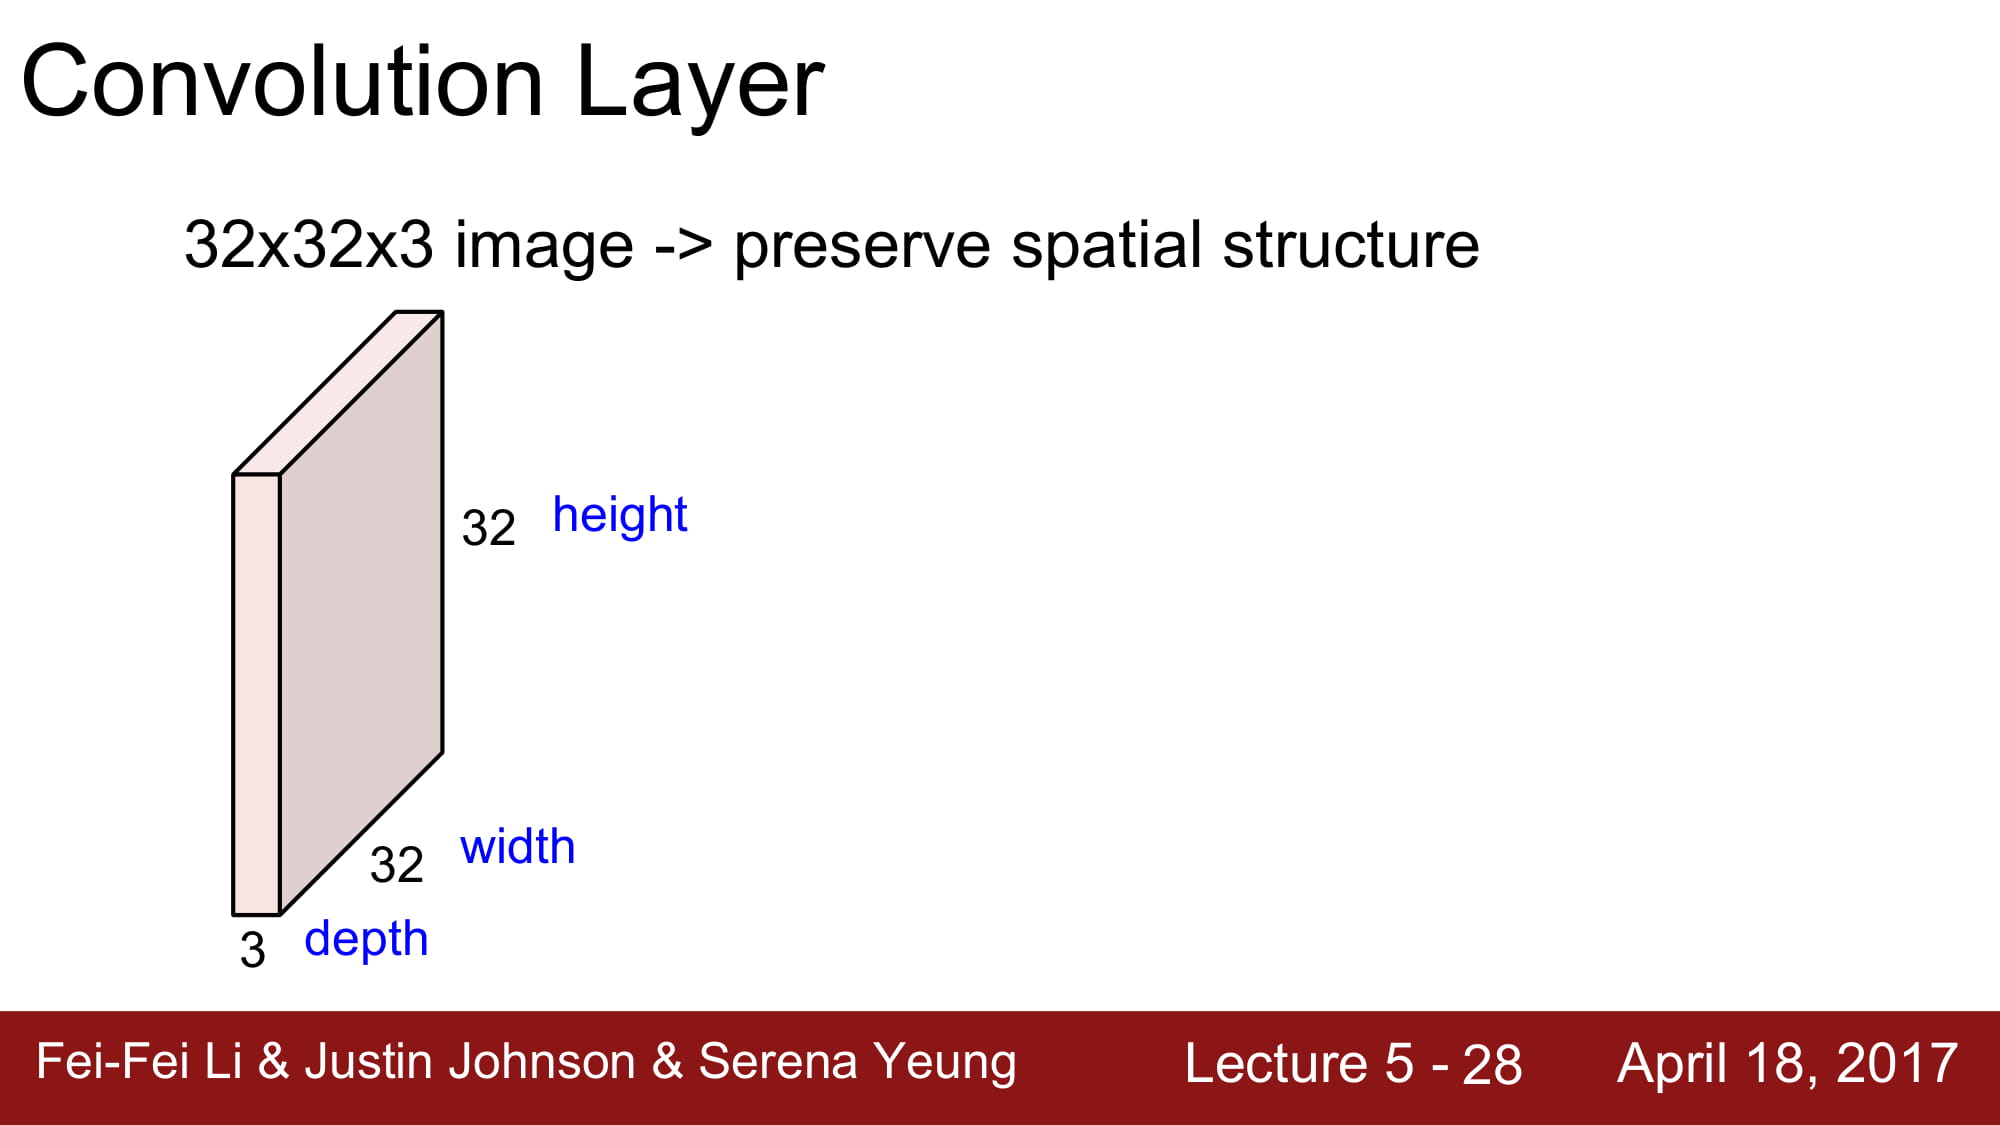 Convolution Layer
32x32x3 image -> preserve spatial structure
32 height
32 width
3 depth
Fei-Fei Li & Justin Johnson & Serena Yeung Lecture 5 - 28 April 18, 2017